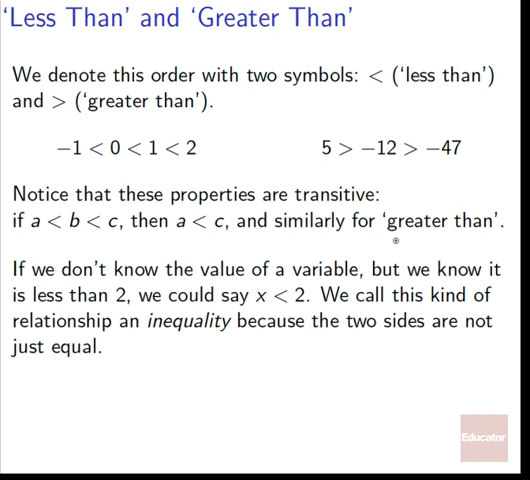 ‘Less Than’ and ‘Greater Than’
We denote this order with two symbols: < (‘less than’)
and > (‘greater than’).
−1 < 0 < 1 < 2 5 > −12 > −47
Notice that these properties are transitive:
if a < b < c, then a < c, and similarly for ‘greater than’.
If we don’t know the value of a variable, but we know it
is less than 2, we could say x < 2. We call this kind of
relationship an inequality because the two sides are not
just equal.
Educator